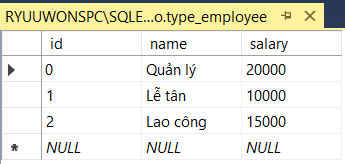 RYUUWONSPC\SQLE...o.type_employee
id name salary
0 Quản lý 20000
1 Lễ tân 10000
2 Lao công 15000
NULL NULL NULL